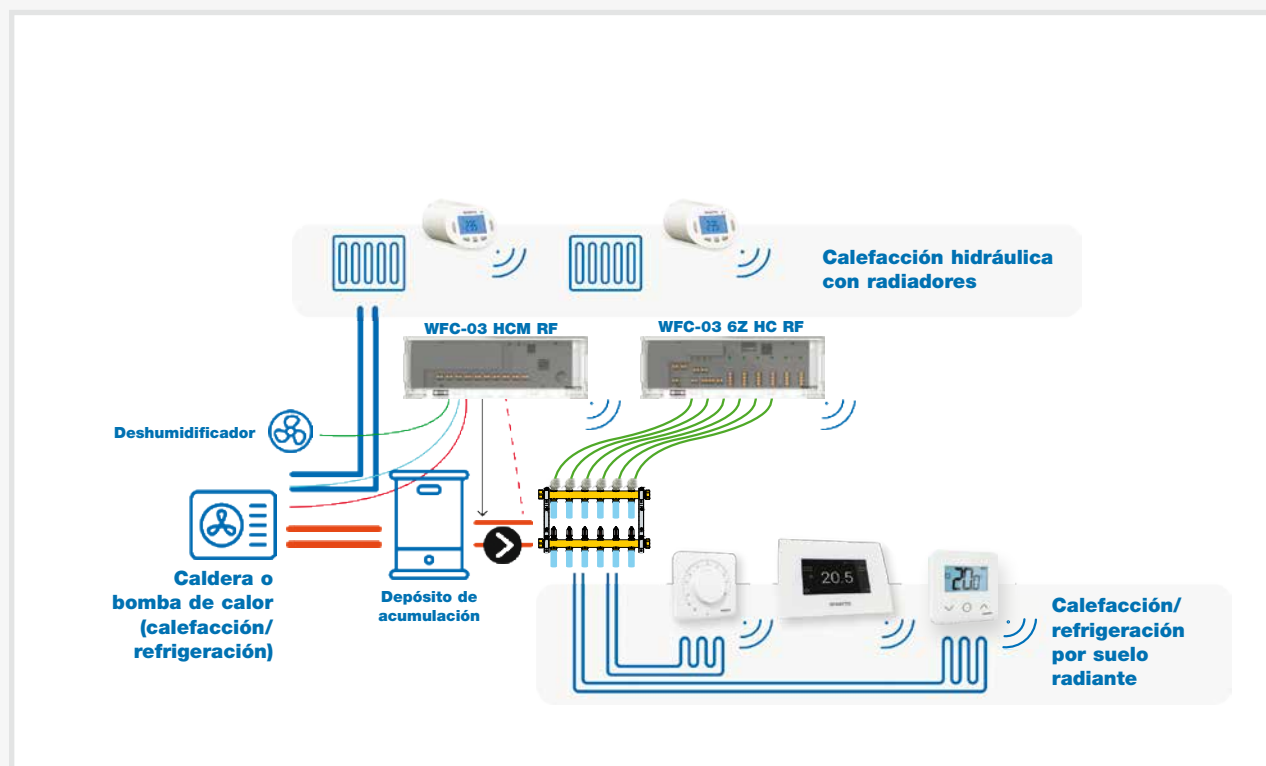 Calefacción hidráulica
con radiadores
WFC-03 HCM RF
WFC-03 6Z HC RF
Deshumidificador
Caldera o
bomba de calor
(calefacción/
refrigeración)
Depósito de
acumulación
20.5
Calefacción/
refrigeración
por suelo
radiante